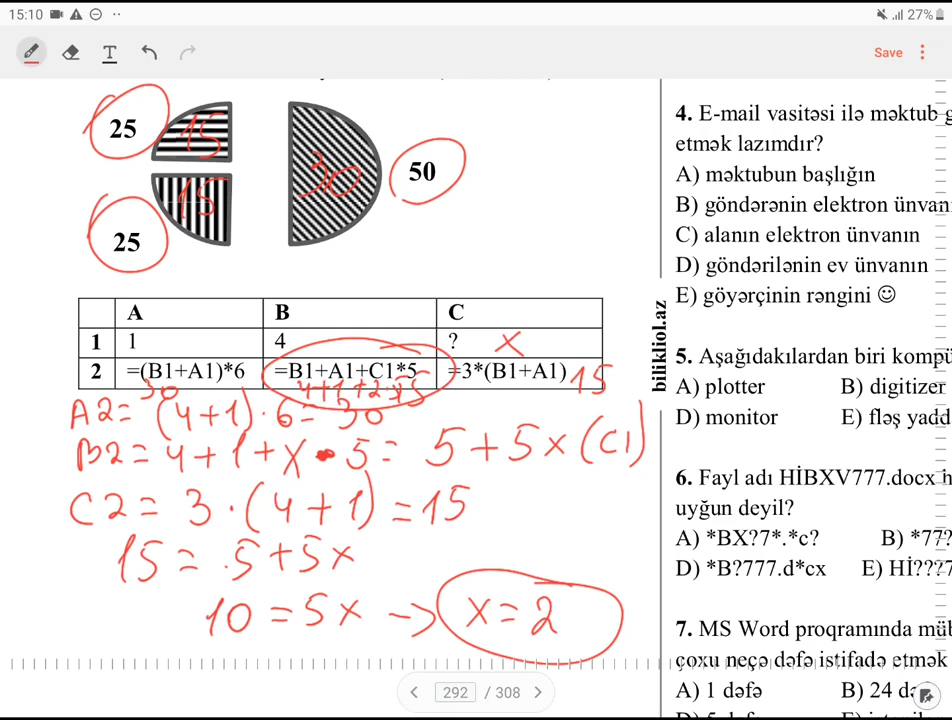 15:10
27%
T
Save
25
15
15
30
50
25
A B C
1 1 4 ? X
2 =(B1+A1)*6 =B1+A1+C1*5 =3*(B1+A1) 15
30 4+1+2·5 15
A2= (4+1)·6=30
B2= 4+1+x·5= 5+5x (C1)
C2= 3·(4+1)=15
15= 5+5x
10=5x → x=2
bilikliol.az
4. E-mail vasitəsi ilə məktub g
etmək lazımdır?
A) məktubun başlığın
B) göndərənin elektron ünvan
C) alanın elektron ünvanın
D) göndərilənin ev ünvanın
E) göyərçinin rəngini ☺
5. Aşağıdakılardan biri kompü
A) plotter B) digitizer
D) monitor E) fləş yadd
6. Fayl adı HİBXV777.docx h
uyğun deyil?
A) *BX?7*.*c? B) *77?
D) *B?777.d*cx E) Hİ???7
7. MS Word proqramında mü
çoxu neçə dəfə istifadə etmək
A) 1 dəfə B) 24 də
292 / 308